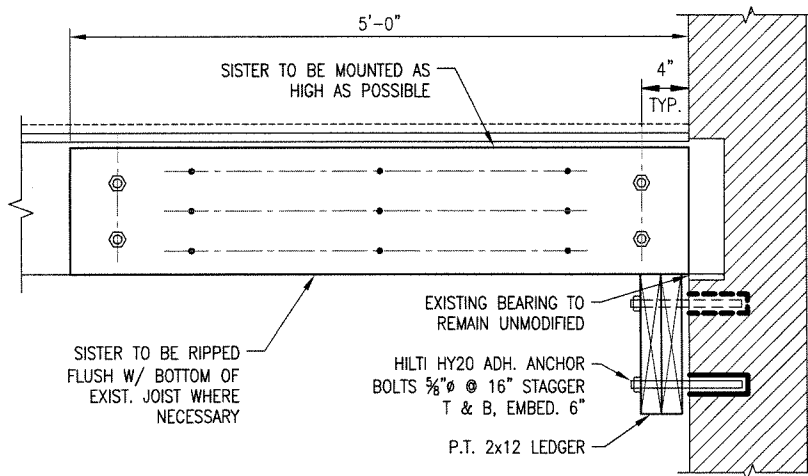 5'-0"
SISTER TO BE MOUNTED AS
HIGH AS POSSIBLE
4"
TYP.
EXISTING BEARING TO
REMAIN UNMODIFIED
SISTER TO BE RIPPED
FLUSH W/ BOTTOM OF
EXIST. JOIST WHERE
NECESSARY
HILTI HY20 ADH. ANCHOR
BOLTS ⅝"ø @ 16" STAGGER
T & B, EMBED. 6"
P.T. 2x12 LEDGER